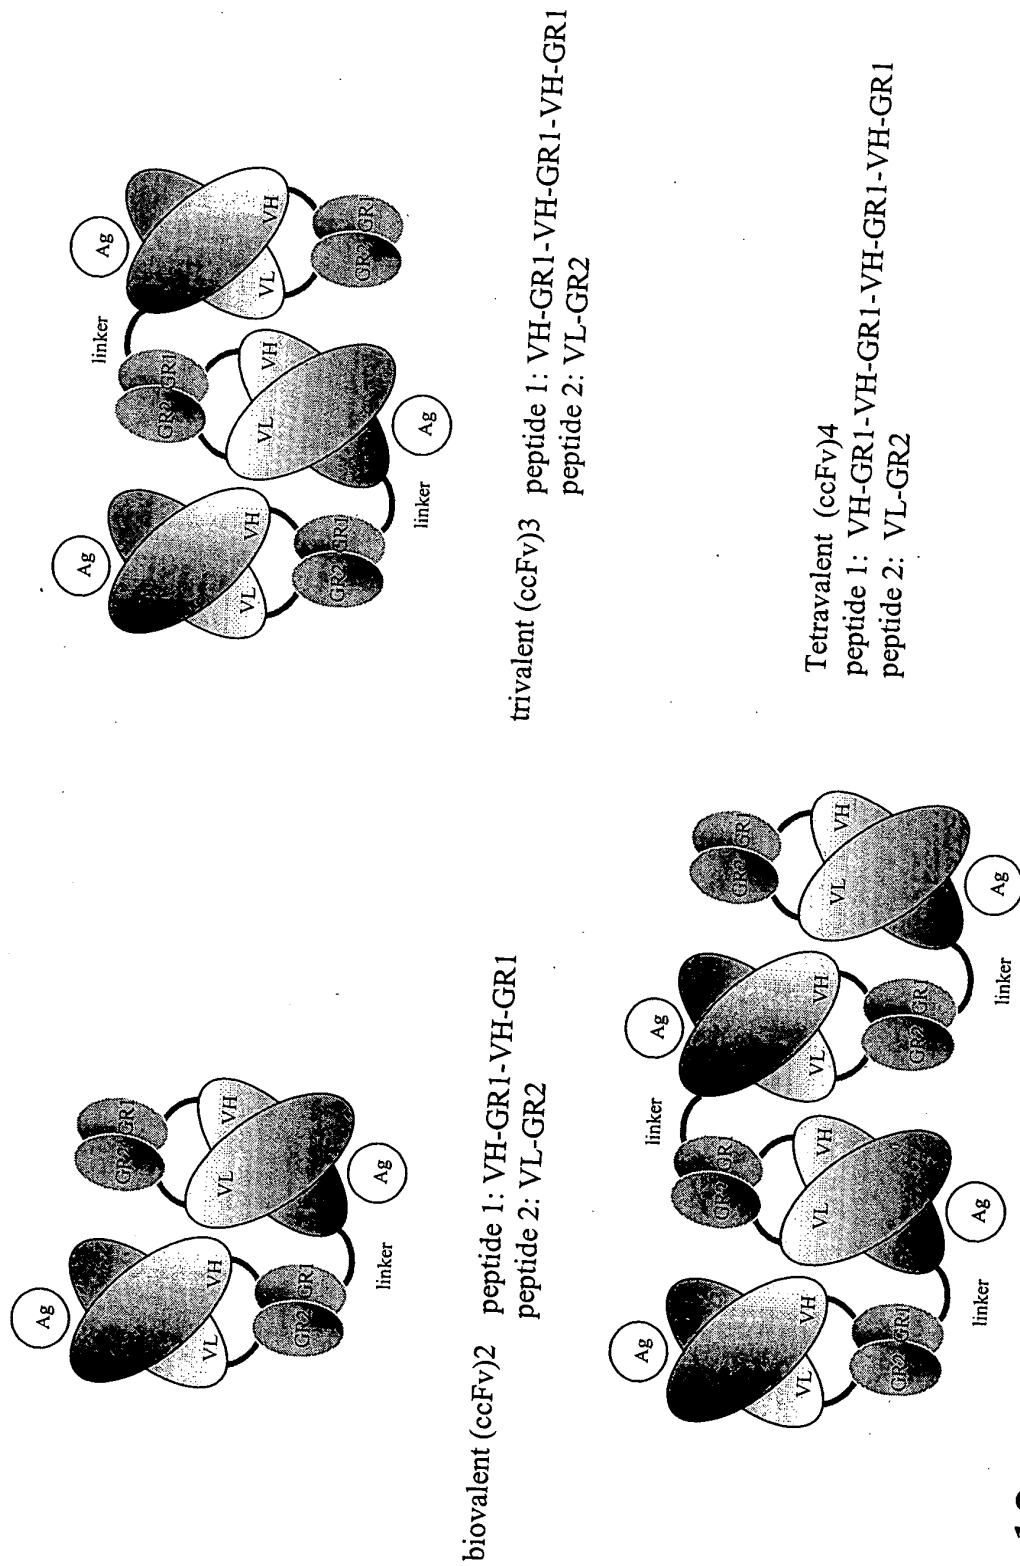 Ag
GR2 GR1
VL VH
VL VH
GR2 GR1
linker
Ag
biovalent (ccFv)2 peptide 1: VH-GR1-VH-GR1
peptide 2: VL-GR2
Ag
linker
Ag
GR2 GR1
VL VH
VL VH
VL VH
GR2 GR1
GR2 GR1
linker
Ag
trivalent (ccFv)3 peptide 1: VH-GR1-VH-GR1-VH-GR1
peptide 2: VL-GR2
Ag
linker
Ag
GR2 GR1
GR2 GR1
VL VH
VL VH
VL VH
VL VH
GR2 GR1
GR2 GR1
linker
Ag
linker
Ag
Tetravalent (ccFv)4
peptide 1: VH-GR1-VH-GR1-VH-GR1-VH-GR1
peptide 2: VL-GR2